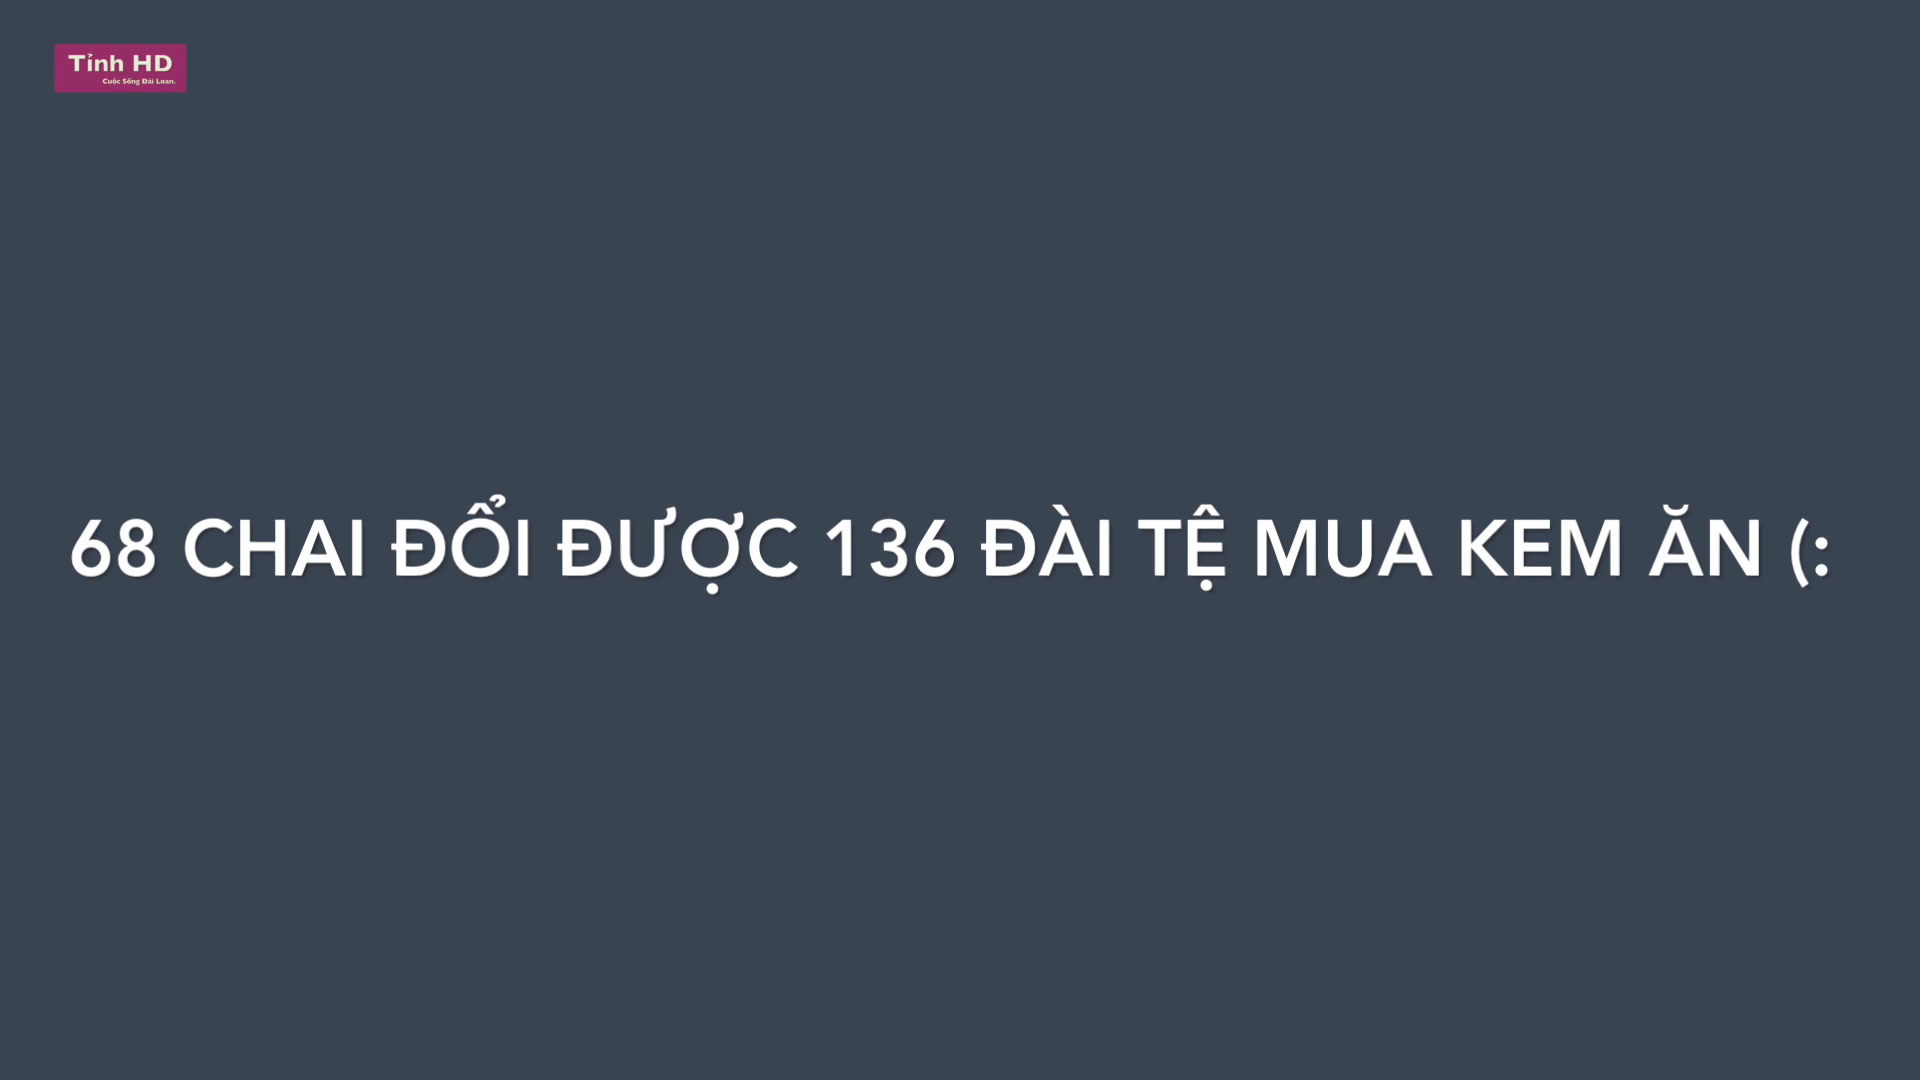 Tỉnh HD
Cuộc Sống Đài Loan.
68 CHAI ĐỔI ĐƯỢC 136 ĐÀI TỆ MUA KEM ĂN (: